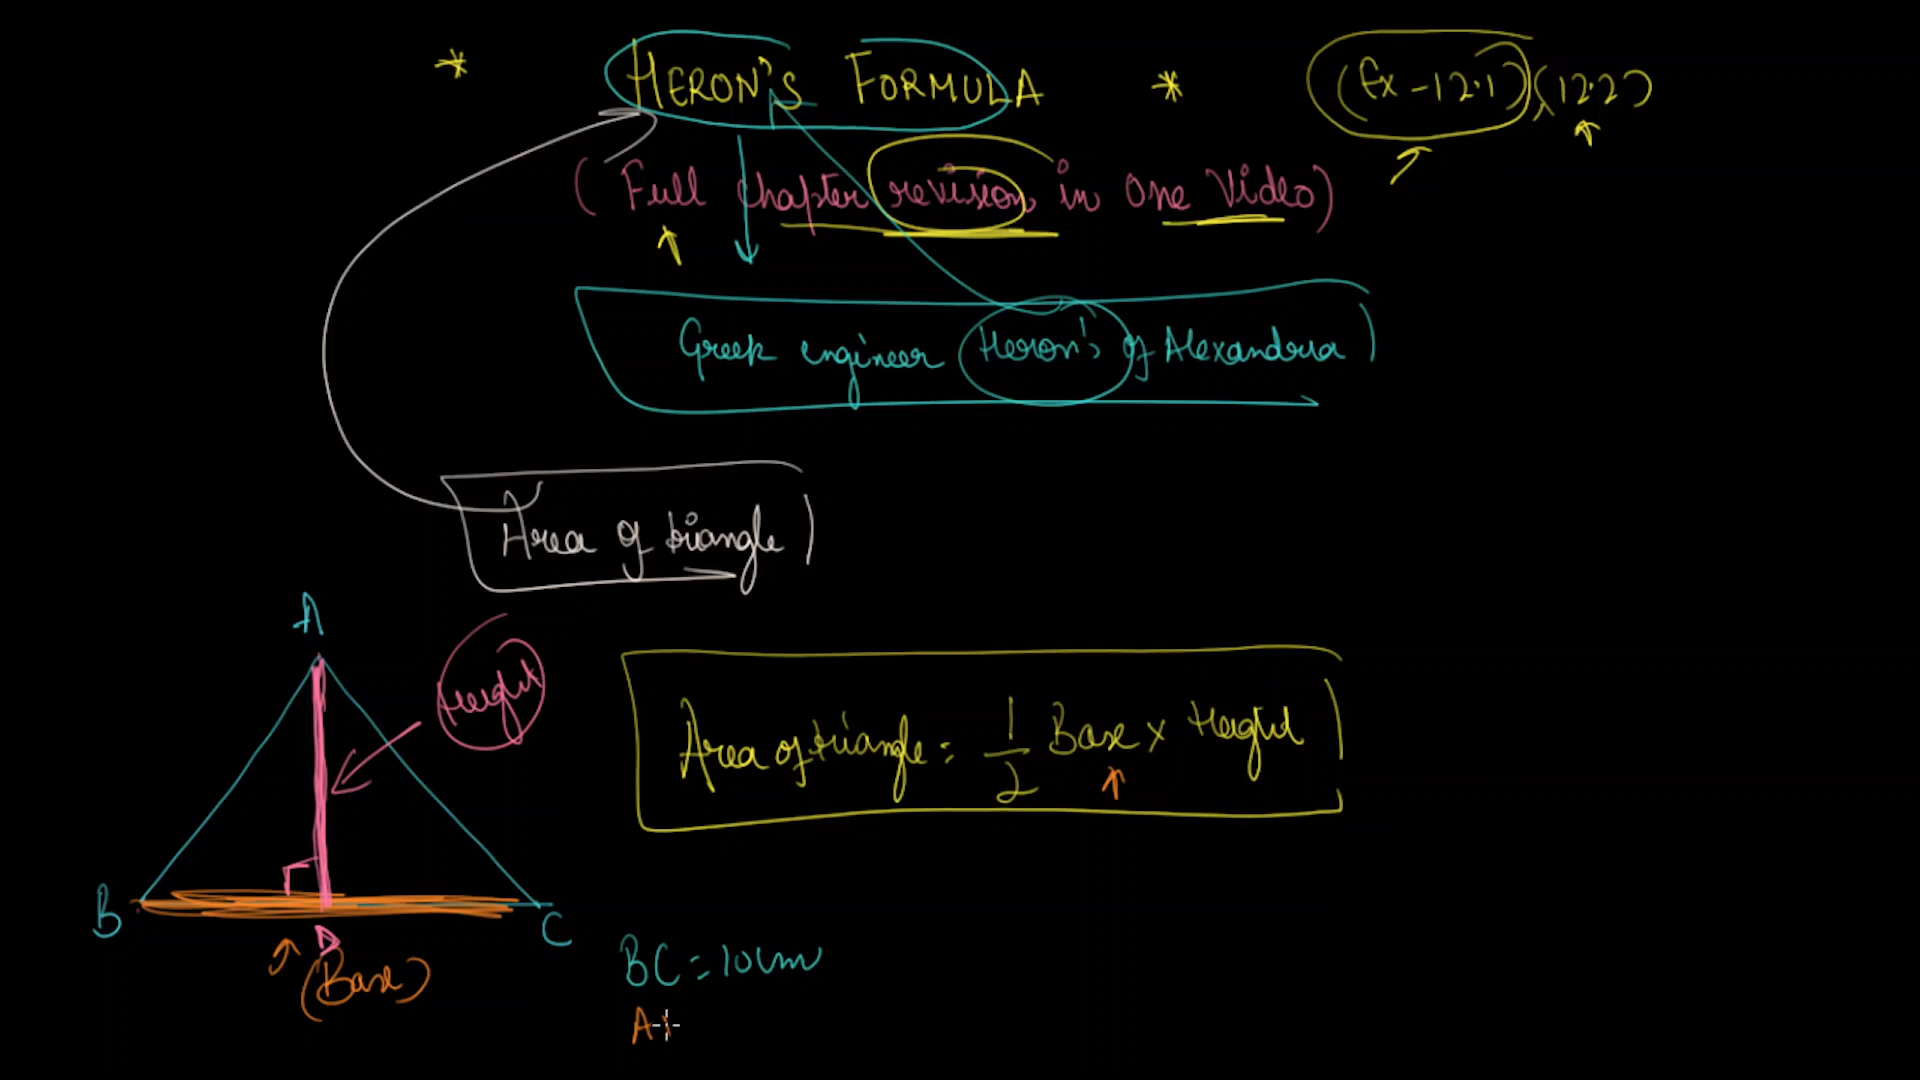 * HERON'S FORMULA * (Ex-12.1), (12.2)
(Full chapter revision in One Video)
Greek engineer Heron's of Alexandria
Area of triangle
A
Height
Area of triangle = 1/2 Base x Height
B
C
D
(Base)
BC = 10cm
A